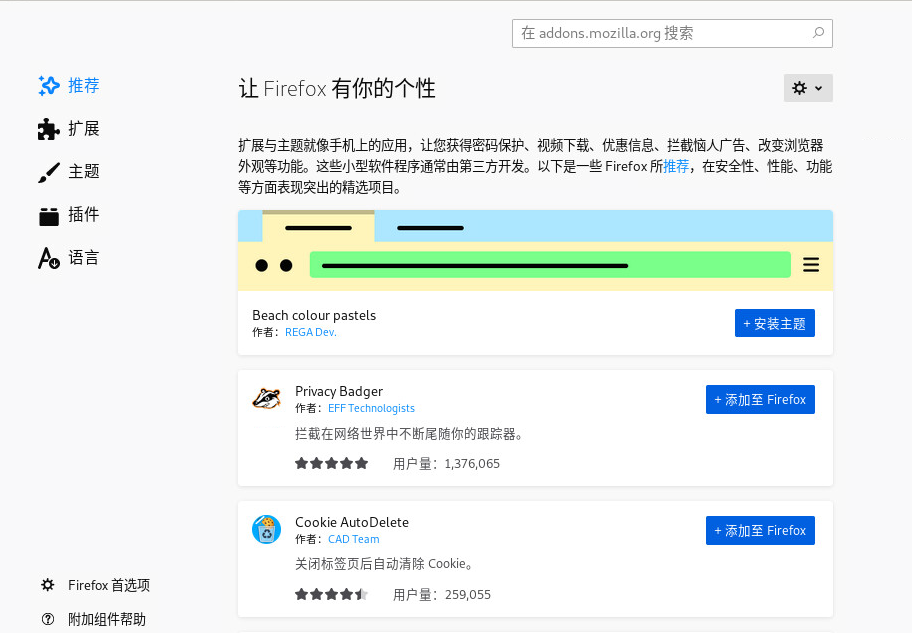 在 addons.mozilla.org 搜索
推荐
扩展
主题
插件
语言
Firefox 首选项
附加组件帮助
让 Firefox 有你的个性
扩展与主题就像手机上的应用，让您获得密码保护、视频下载、优惠信息、拦截恼人广告、改变浏览器
外观等功能。这些小型软件程序通常由第三方开发。以下是一些 Firefox 所推荐，在安全性、性能、功能
等方面表现突出的精选项目。
Beach colour pastels
作者： REGA Dev.
+ 安装主题
Privacy Badger
作者： EFF Technologists
+ 添加至 Firefox
拦截在网络世界中不断尾随你的跟踪器。
用户量： 1,376,065
Cookie AutoDelete
作者： CAD Team
+ 添加至 Firefox
关闭标签页后自动清除 Cookie。
用户量： 259,055